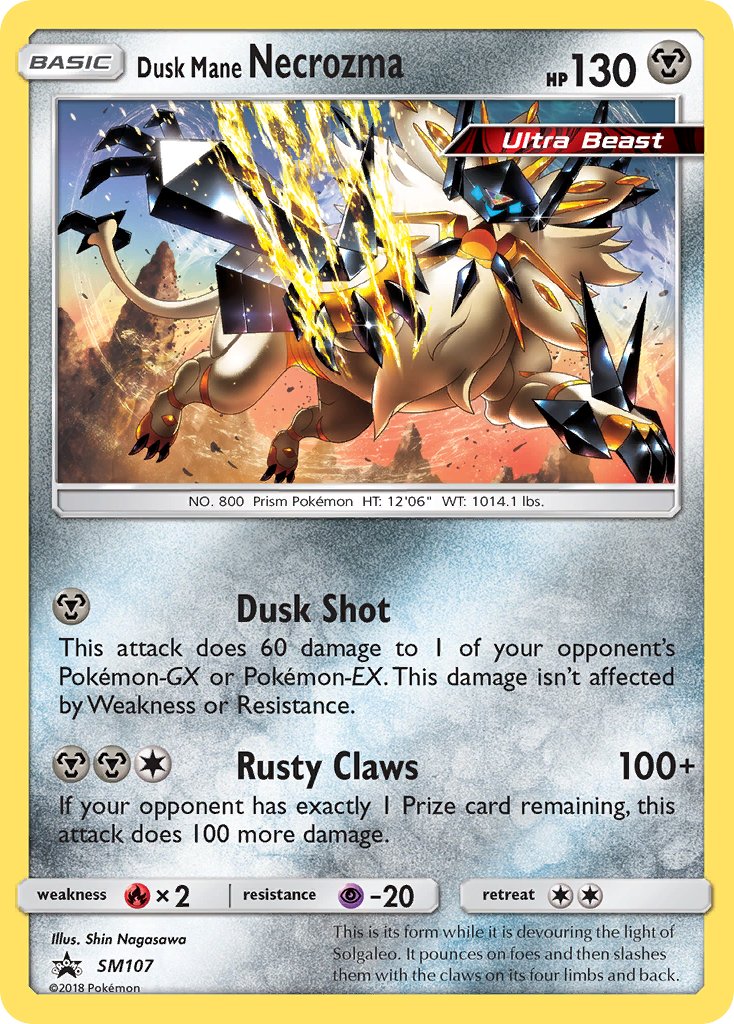 BASIC
Dusk Mane Necrozma
HP 130
Ultra Beast
NO. 800 Prism Pokémon HT: 12'06" WT: 1014.1 lbs.
Dusk Shot
This attack does 60 damage to 1 of your opponent's
Pokémon-GX or Pokémon-EX. This damage isn't affected
by Weakness or Resistance.
Rusty Claws 100+
If your opponent has exactly 1 Prize card remaining, this
attack does 100 more damage.
weakness ×2 resistance -20 retreat
Illus. Shin Nagasawa
SM107
©2018 Pokémon
This is its form while it is devouring the light of
Solgaleo. It pounces on foes and then slashes
them with the claws on its four limbs and back.